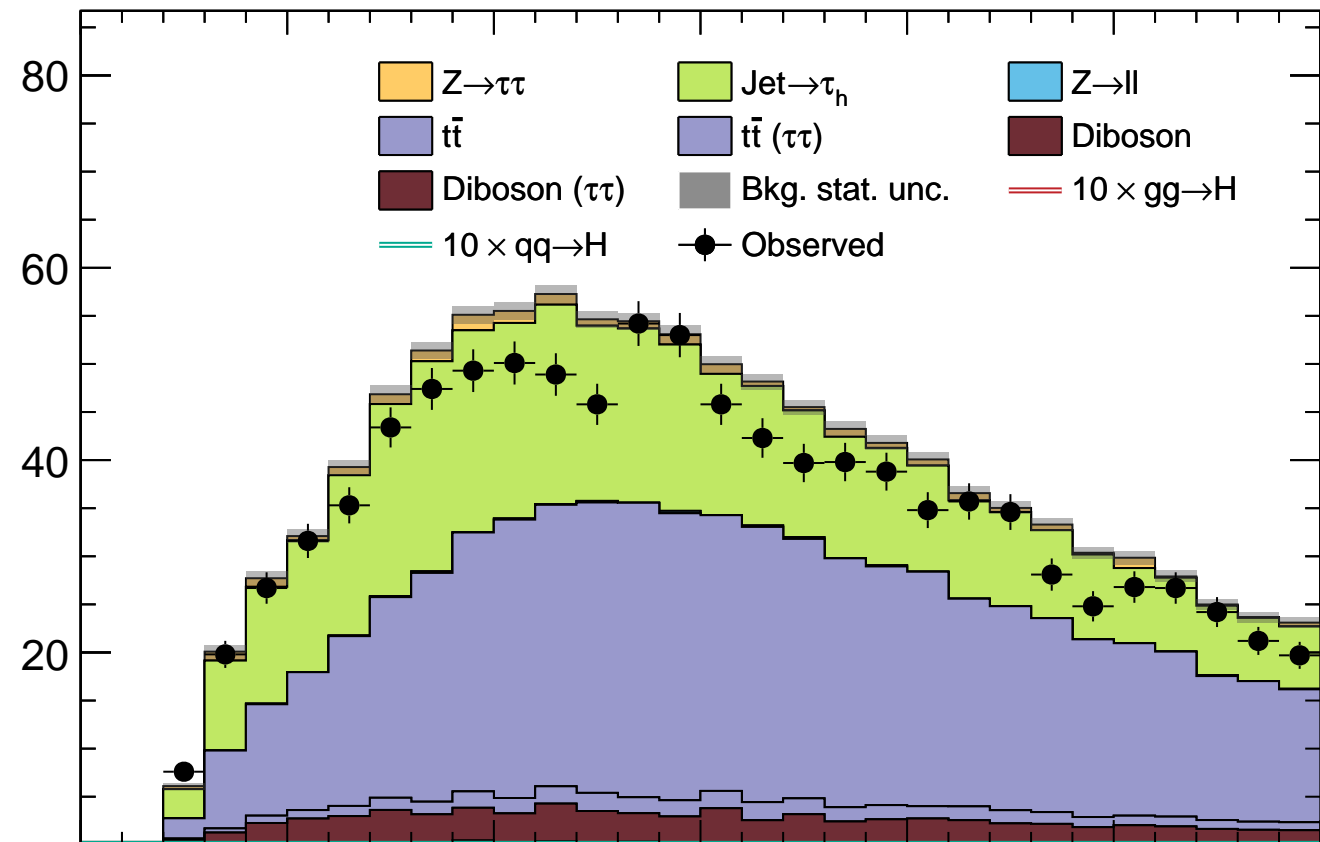 80
Z→ττ Jet→τh Z→ll
tt̄ tt̄ (ττ) Diboson
Diboson (ττ) Bkg. stat. unc. 10 × gg→H
10 × qq→H Observed
60
40
20